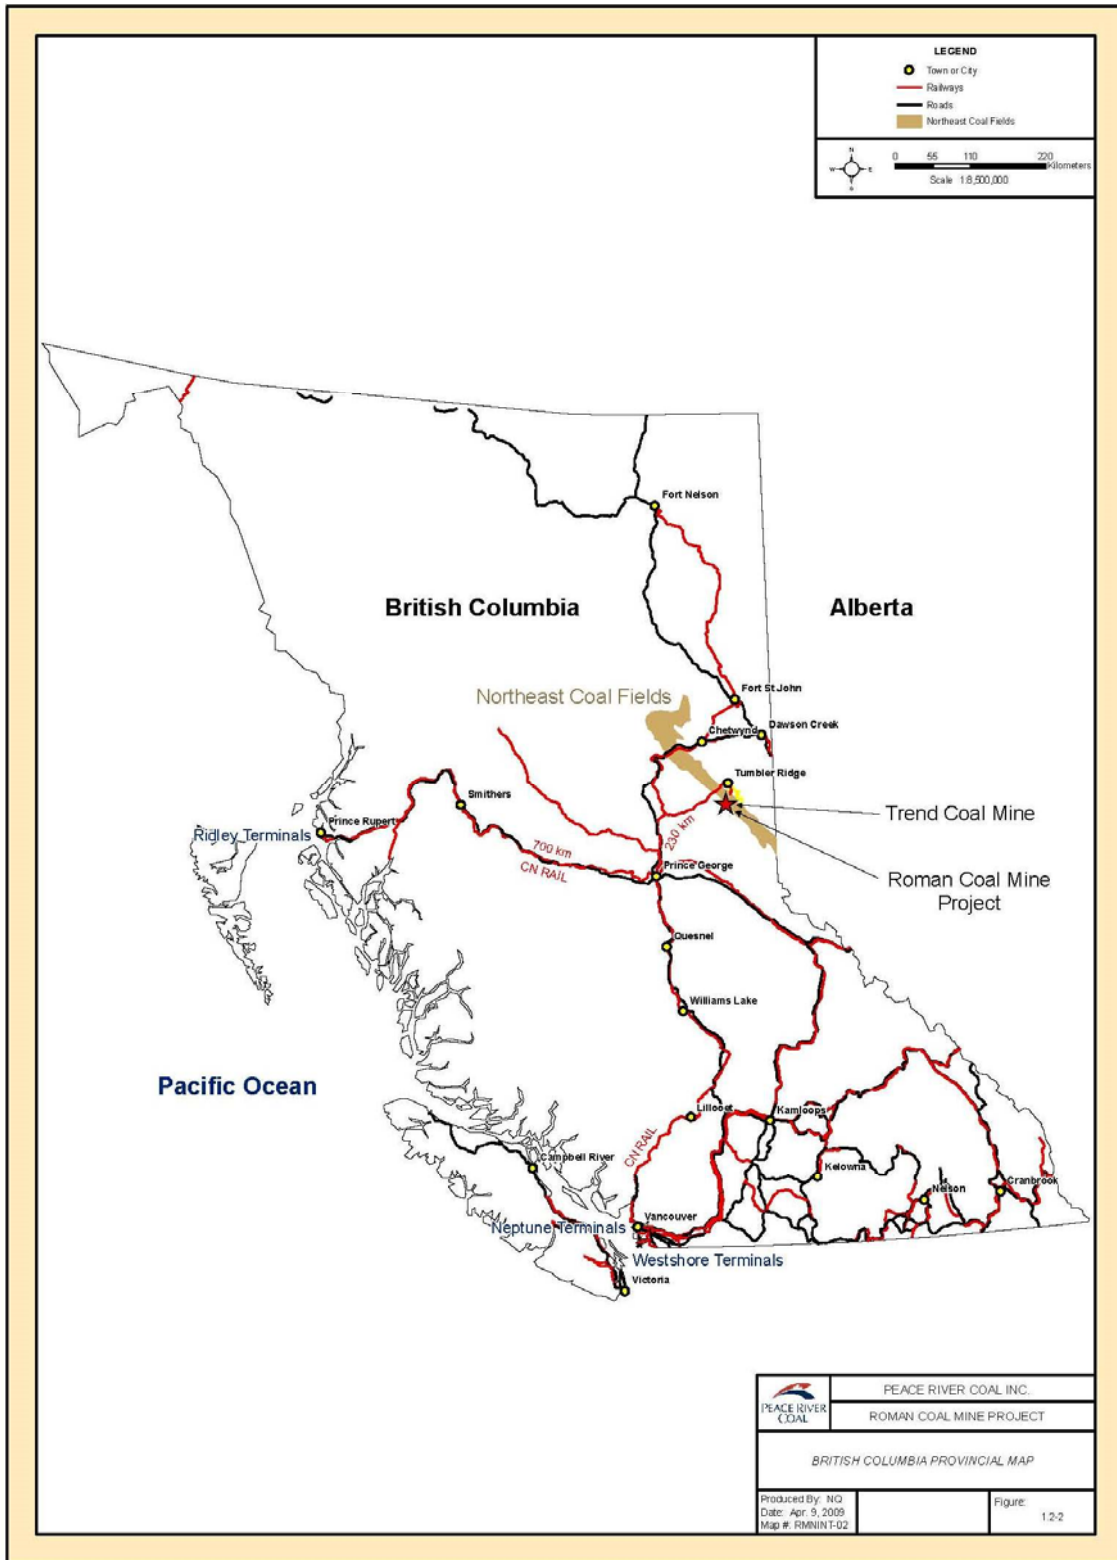 LEGEND
Town or City
Railways
Roads
Northeast Coal Fields
N
W
E
S
0 55 110 220
Kilometers
Scale 1:8,500,000
Fort Nelson
British Columbia
Alberta
Northeast Coal Fields
Fort St John
Chetwynd
Dawson Creek
Tumbler Ridge
Smithers
Prince Rupert
Ridley Terminals
Trend Coal Mine
700 km
CN RAIL
230 km
Prince George
Roman Coal Mine
Project
Quesnel
Williams Lake
Pacific Ocean
Lillooet
Kamloops
CN RAIL
Campbell River
Kelowna
Nelson
Cranbrook
Vancouver
Neptune Terminals
Westshore Terminals
Victoria
PEACE RIVER
COAL
PEACE RIVER COAL INC.
ROMAN COAL MINE PROJECT
BRITISH COLUMBIA PROVINCIAL MAP
Produced By: NQ
Date: Apr. 9, 2009
Map #: RMNINT-02
Figure:
1.2-2